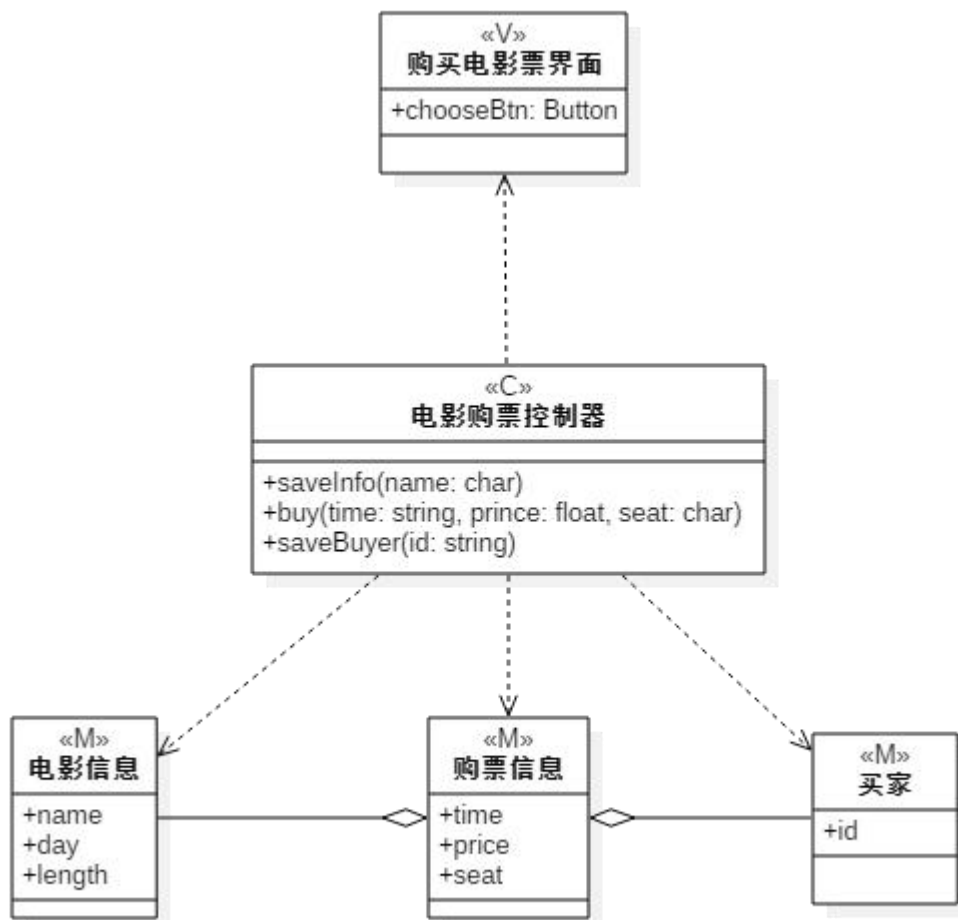 «V»
购买电影票界面
+chooseBtn: Button
«C»
电影购票控制器
+saveInfo(name: char)
+buy(time: string, prince: float, seat: char)
+saveBuyer(id: string)
«M»
电影信息
+name
+day
+length
«M»
购票信息
+time
+price
+seat
«M»
买家
+id